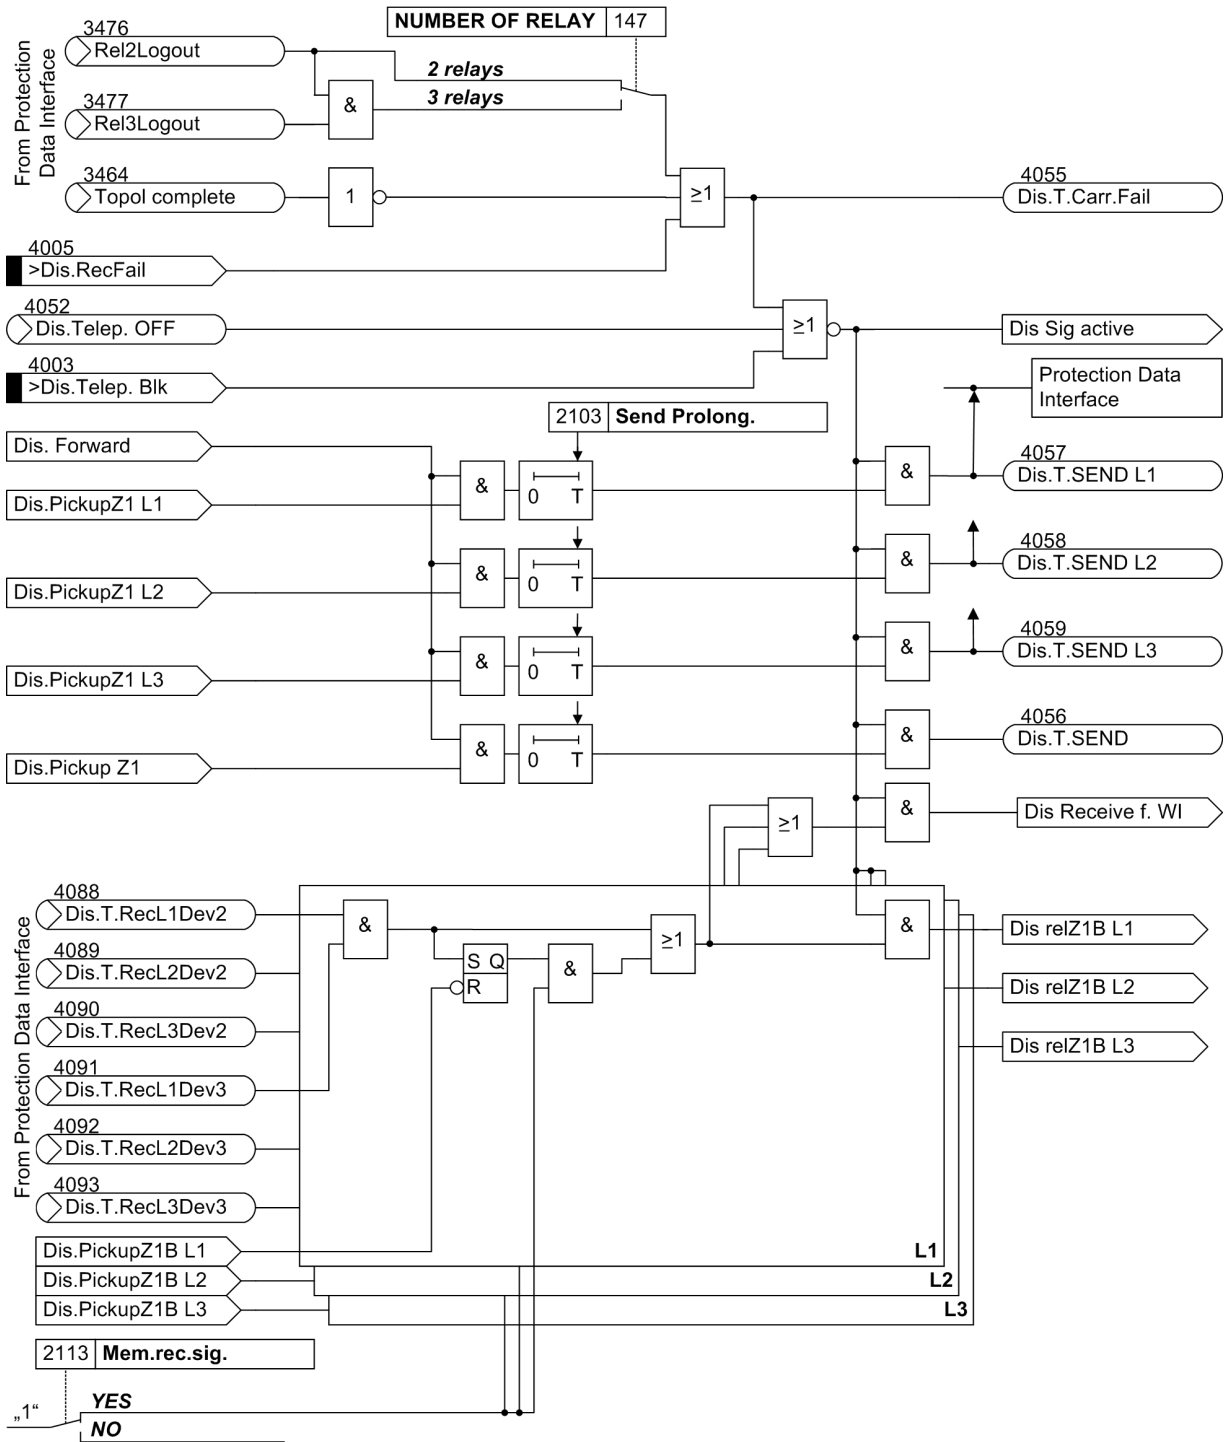 NUMBER OF RELAY 147
From Protection
Data Interface
3476
Rel2Logout
2 relays
3 relays
&
3477
Rel3Logout
3464
Topol complete
1
≥1
4055
Dis.T.Carr.Fail
4005
>Dis.RecFail
4052
Dis.Telep. OFF
≥1
Dis Sig active
4003
>Dis.Telep. Blk
Protection Data
Interface
2103 Send Prolong.
Dis. Forward
&
0 T
&
4057
Dis.T.SEND L1
Dis.PickupZ1 L1
&
0 T
&
4058
Dis.T.SEND L2
Dis.PickupZ1 L2
&
0 T
&
4059
Dis.T.SEND L3
Dis.PickupZ1 L3
&
0 T
&
4056
Dis.T.SEND
Dis.Pickup Z1
≥1
&
Dis Receive f. WI
From Protection Data Interface
4088
Dis.T.RecL1Dev2
&
≥1
&
Dis relZ1B L1
4089
Dis.T.RecL2Dev2
S Q
R
&
Dis relZ1B L2
4090
Dis.T.RecL3Dev2
Dis relZ1B L3
4091
Dis.T.RecL1Dev3
4092
Dis.T.RecL2Dev3
4093
Dis.T.RecL3Dev3
Dis.PickupZ1B L1
L1
Dis.PickupZ1B L2
L2
Dis.PickupZ1B L3
L3
2113 Mem.rec.sig.
„1“
YES
NO